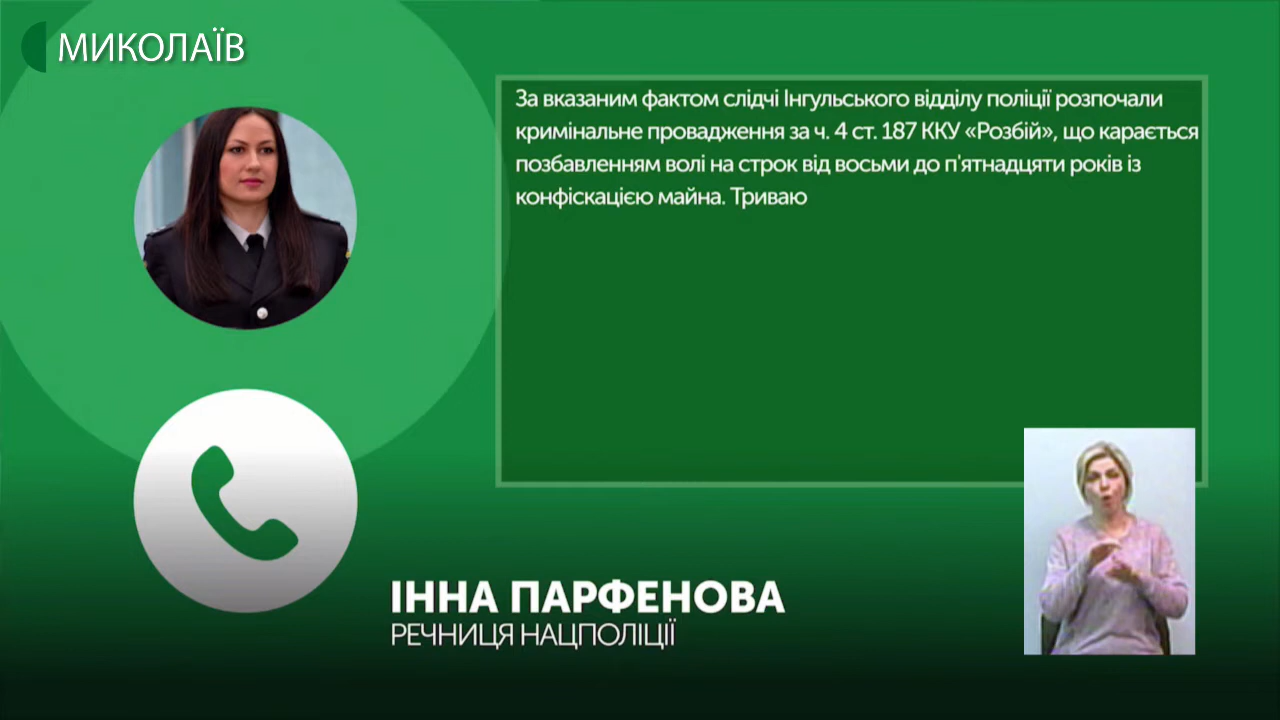 МИКОЛАЇВ
За вказаним фактом слідчі Інгульського відділу поліції розпочали
кримінальне провадження за ч. 4 ст. 187 ККУ «Розбій», що карається
позбавленням волі на строк від восьми до п'ятнадцяти років із
конфіскацією майна. Триваю
ІННА ПАРФЕНОВА
РЕЧНИЦЯ НАЦПОЛІЦІЇ